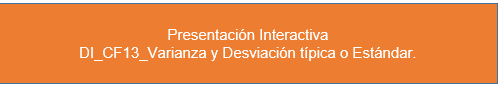 Presentación Interactiva
DI_CF13_Varianza y Desviación típica o Estándar.